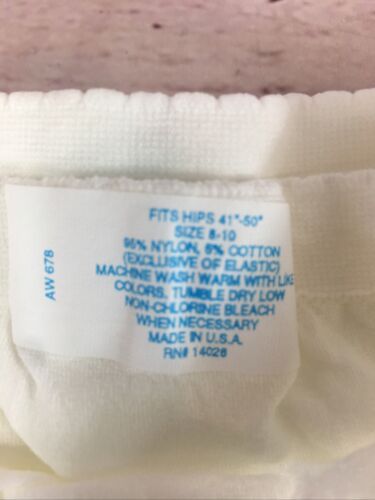 FITS HIPS 41"-50"
SIZE 8-10
95% NYLON, 5% COTTON
(EXCLUSIVE OF ELASTIC)
MACHINE WASH WARM WITH LIKE
COLORS, TUMBLE DRY LOW
NON-CHLORINE BLEACH
WHEN NECESSARY
MADE IN U.S.A.
RN# 14026
AW 678